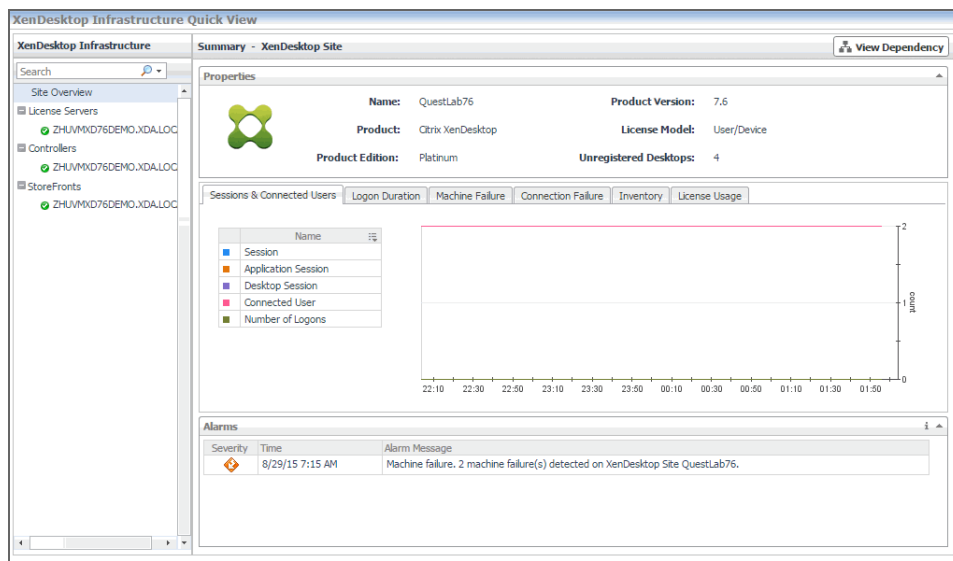 XenDesktop Infrastructure Quick View
XenDesktop Infrastructure
Search
Site Overview
License Servers
ZHUVMXD76DEMO.XDA.LOC
Controllers
ZHUVMXD76DEMO.XDA.LOC
StoreFronts
ZHUVMXD76DEMO.XDA.LOC
Summary - XenDesktop Site
View Dependency
Properties
Name: QuestLab76 Product Version: 7.6
Product: Citrix XenDesktop License Model: User/Device
Product Edition: Platinum Unregistered Desktops: 4
Sessions & Connected Users Logon Duration Machine Failure Connection Failure Inventory License Usage
Name
Session
Application Session
Desktop Session
Connected User
Number of Logons
2
1
0
count
22:10 22:30 22:50 23:10 23:30 23:50 00:10 00:30 00:50 01:10 01:30 01:50
Alarms
Severity Time Alarm Message
8/29/15 7:15 AM Machine failure. 2 machine failure(s) detected on XenDesktop Site QuestLab76.